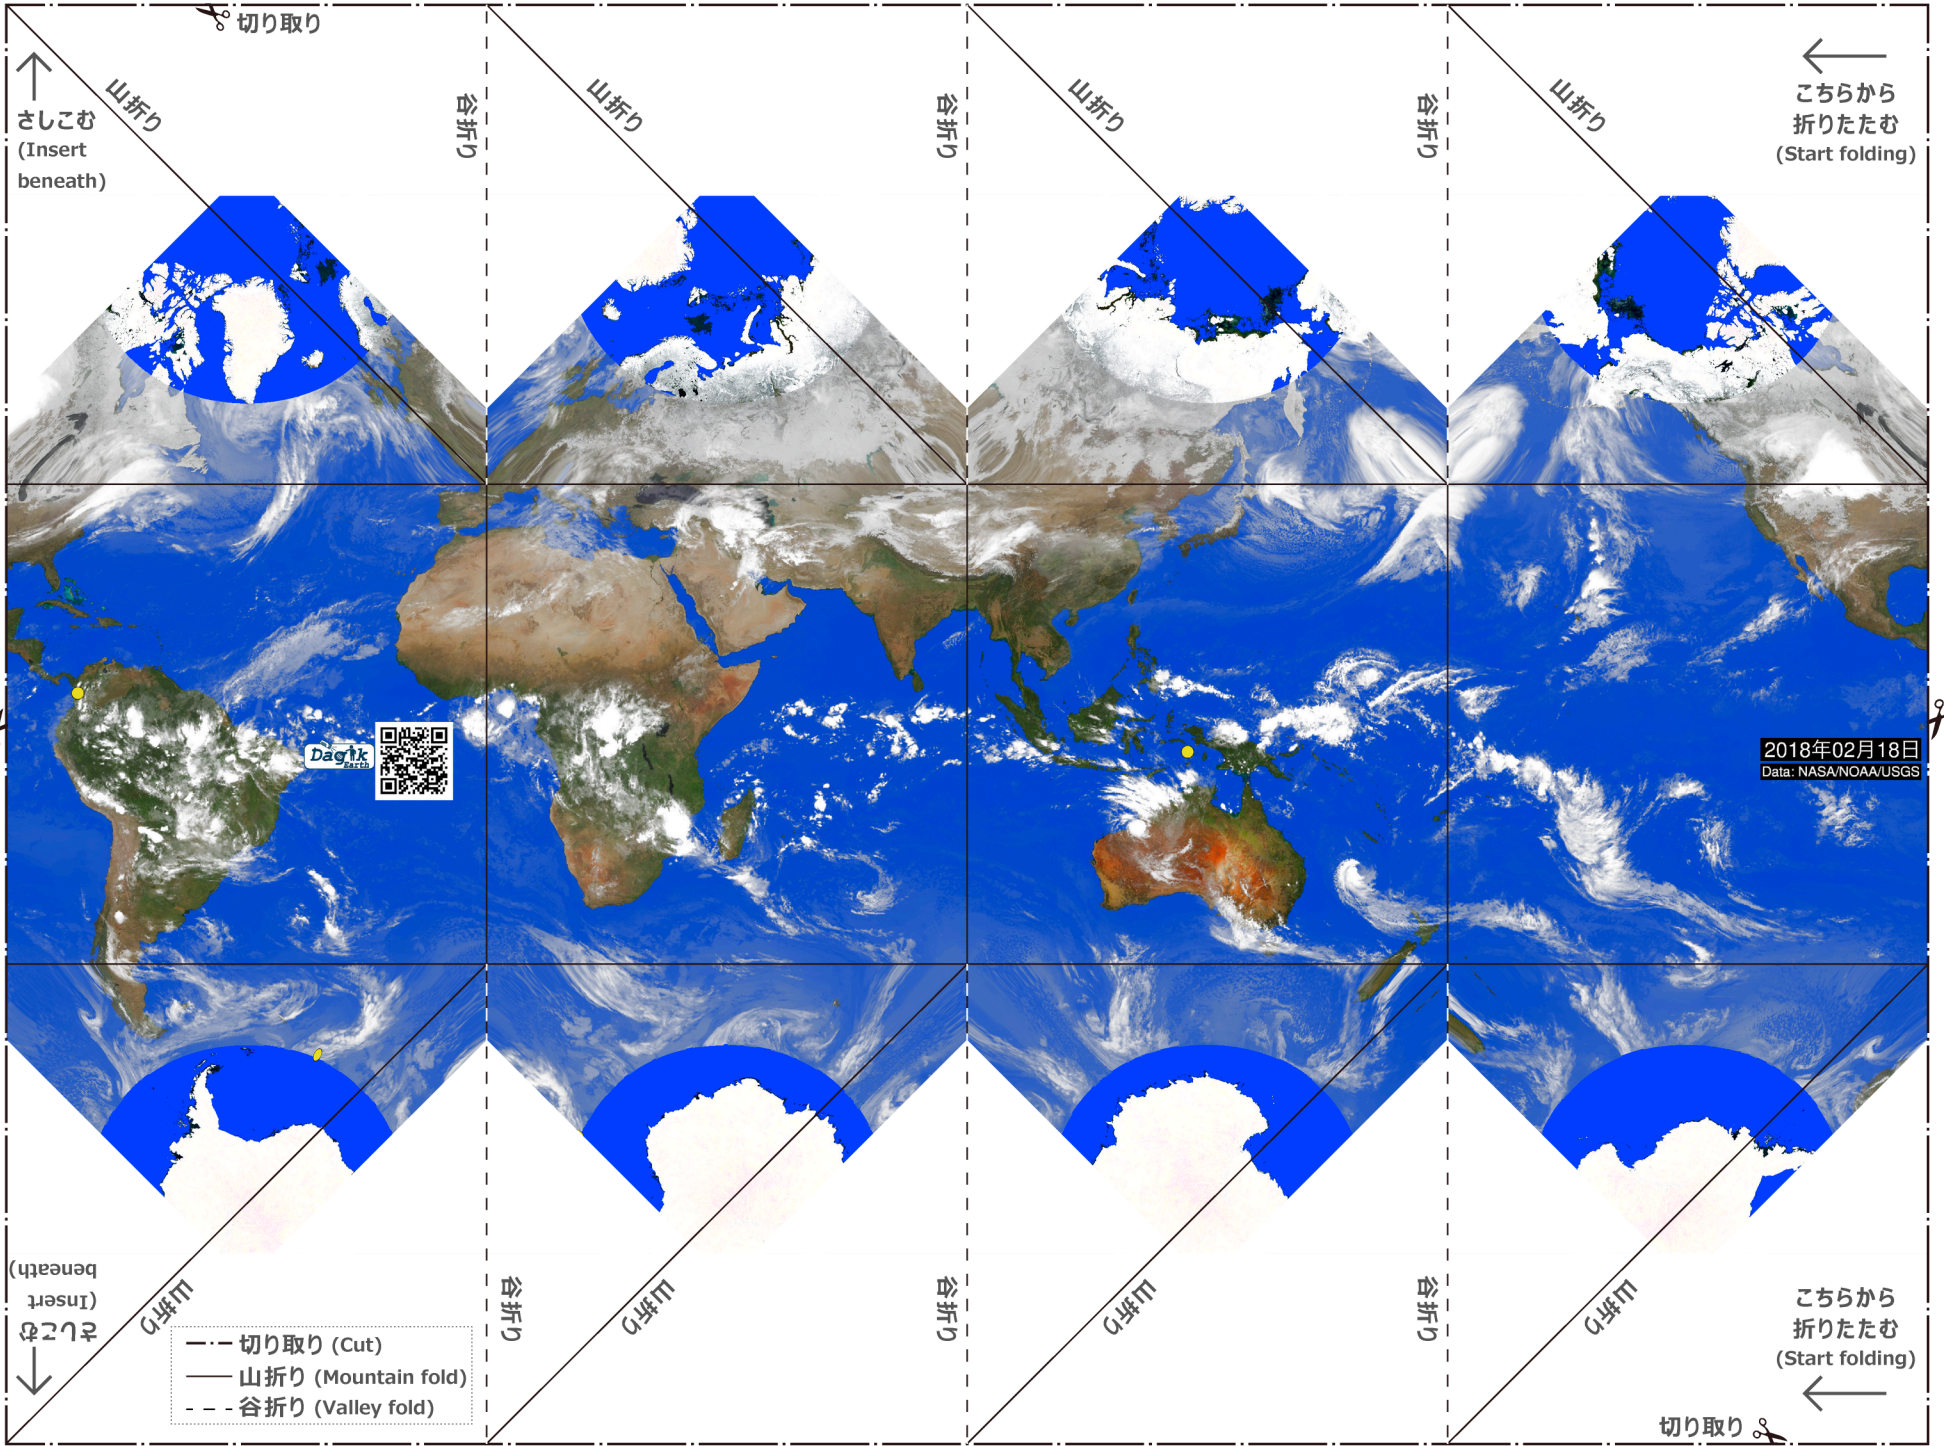 切り取り
さしこむ
(Insert
beneath)
山折り
谷折り
山折り
谷折り
山折り
谷折り
山折り
こちらから
折りたたむ
(Start folding)
Dagik
Earth
2018年02月18日
Data: NASA/NOAA/USGS
さしこむ
(Insert
beneath)
山折り
谷折り
山折り
谷折り
山折り
谷折り
山折り
こちらから
折りたたむ
(Start folding)
切り取り (Cut)
山折り (Mountain fold)
谷折り (Valley fold)
切り取り